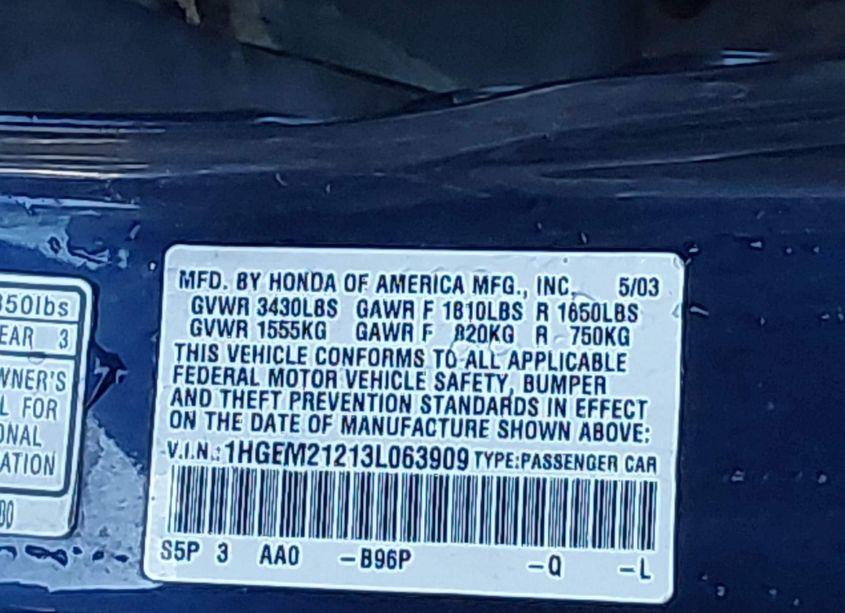 MFD. BY HONDA OF AMERICA MFG., INC. 5/03
GVWR 3430LBS GAWR F 1810LBS R 1650LBS
GVWR 1555KG GAWR F 820KG R 750KG
THIS VEHICLE CONFORMS TO ALL APPLICABLE
FEDERAL MOTOR VEHICLE SAFETY, BUMPER
AND THEFT PREVENTION STANDARDS IN EFFECT
ON THE DATE OF MANUFACTURE SHOWN ABOVE:
V.I.N.: 1HGEM21213L063909 TYPE:PASSENGER CAR
S5P 3 AA0 -B96P -Q -L
850lbs
EAR 3
WNER'S
L FOR
ONAL
ATION